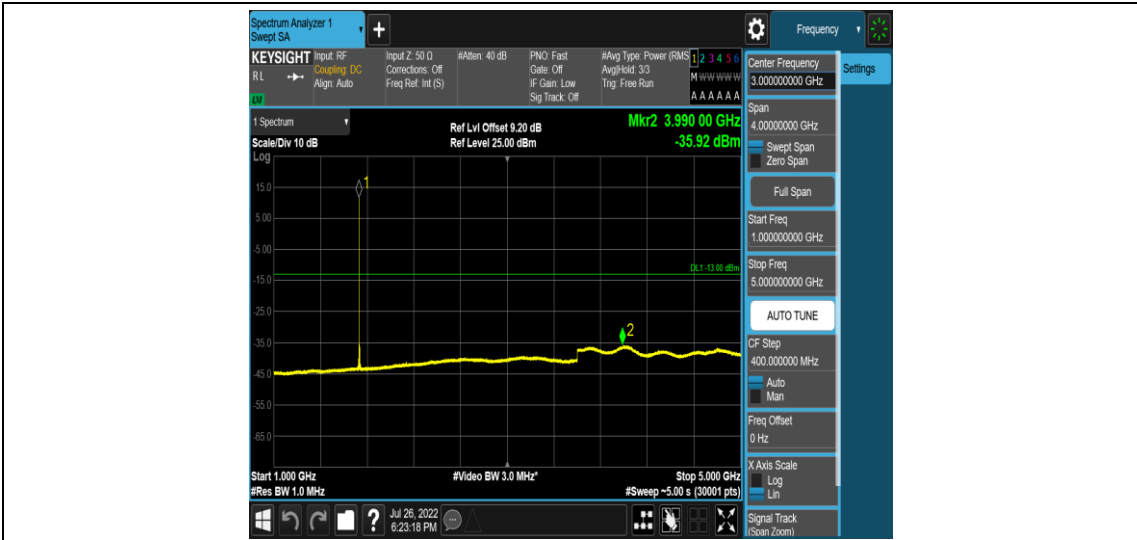 Spectrum Analyzer 1
Swept SA
+
Frequency
KEYSIGHT
RL
Input: RF
Coupling: DC
Align: Auto
Input Z: 50 Ω
Corrections: Off
Freq Ref: Int (S)
#Atten: 40 dB
PNO: Fast
Gate: Off
IF Gain: Low
Sig Track: Off
#Avg Type: Power (RMS
Avg|Hold: 3/3
Trig: Free Run
1 2 3 4 5 6
M W W W W W
A A A A A A
1 Spectrum
Scale/Div 10 dB
Log
Ref Lvl Offset 9.20 dB
Ref Level 25.00 dBm
Mkr2 3.990 00 GHz
-35.92 dBm
15.0
5.00
-5.00
-15.0
-25.0
-35.0
-45.0
-55.0
-65.0
1
DL1 -13.00 dBm
2
Start 1.000 GHz
#Res BW 1.0 MHz
#Video BW 3.0 MHz*
Stop 5.000 GHz
#Sweep ~5.00 s (30001 pts)
?
Jul 26, 2022
6:23:18 PM
Center Frequency
3.000000000 GHz
Settings
Span
4.00000000 GHz
Swept Span
Zero Span
Full Span
Start Freq
1.000000000 GHz
Stop Freq
5.000000000 GHz
AUTO TUNE
CF Step
400.000000 MHz
Auto
Man
Freq Offset
0 Hz
X Axis Scale
Log
Lin
Signal Track
(Span Zoom)